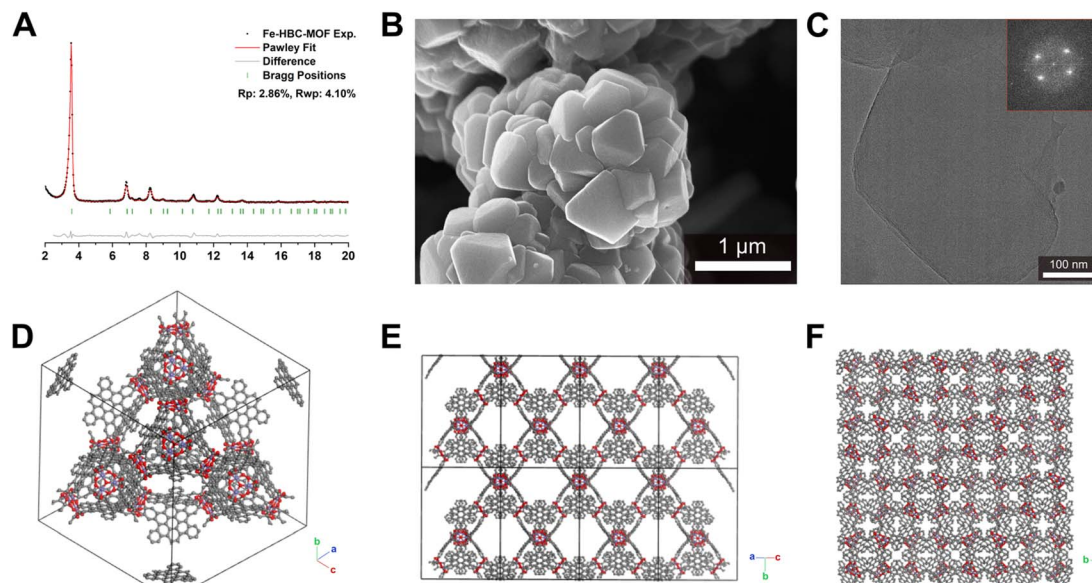 A
Fe-HBC-MOF Exp.
Pawley Fit
Difference
Bragg Positions
Rp: 2.86%, Rwp: 4.10%
2 4 6 8 10 12 14 16 18 20
B
1 µm
C
100 nm
D
b
a
c
E
a
c
b
F
b